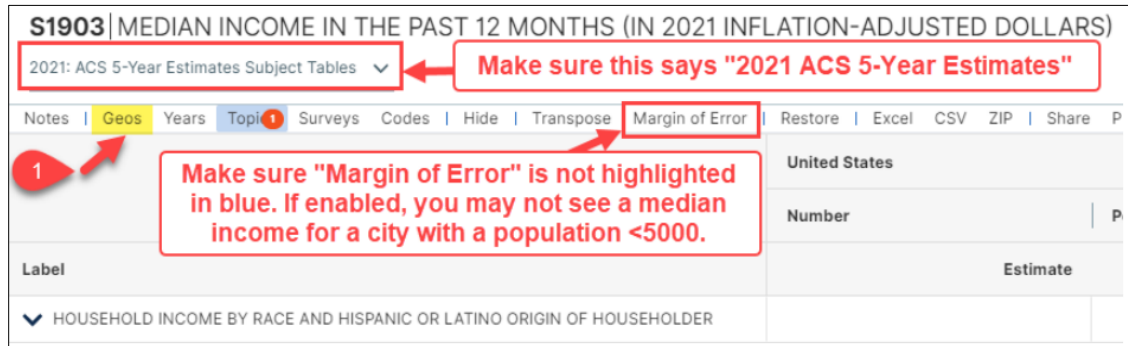 S1903 | MEDIAN INCOME IN THE PAST 12 MONTHS (IN 2021 INFLATION-ADJUSTED DOLLARS)
2021: ACS 5-Year Estimates Subject Tables
Make sure this says "2021 ACS 5-Year Estimates"
Notes | Geos Years Topi 1 Surveys Codes | Hide | Transpose Margin of Error | Restore | Excel CSV ZIP | Share P
1
Make sure "Margin of Error" is not highlighted
in blue. If enabled, you may not see a median
income for a city with a population <5000.
United States
Number
Label
Estimate
HOUSEHOLD INCOME BY RACE AND HISPANIC OR LATINO ORIGIN OF HOUSEHOLDER